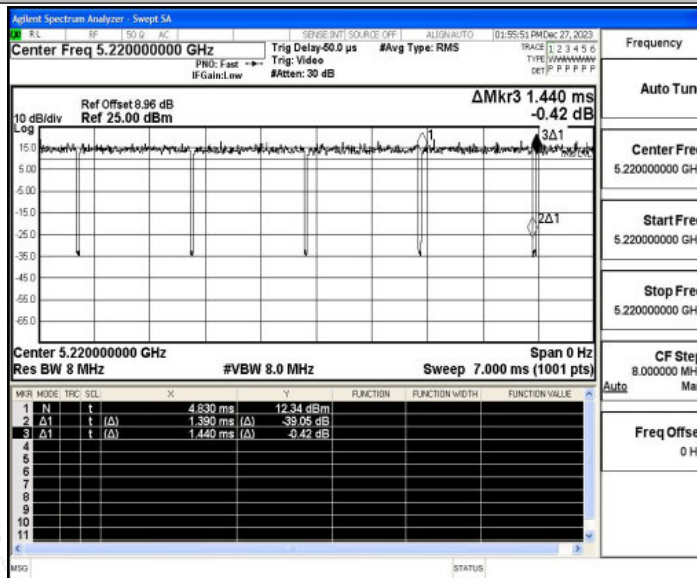 Agilent Spectrum Analyzer - Swept SA
RL RF 50 Ω AC SENSE:INT SOURCE OFF ALIGN AUTO 01:55:51 PM Dec 27, 2023
Center Freq 5.220000000 GHz
PNO: Fast
IFGain:Low
Trig Delay-50.0 µs
Trig: Video
#Atten: 30 dB
#Avg Type: RMS
TRACE 1 2 3 4 5 6
TYPE
DET P P P P P P
ΔMkr3 1.440 ms
-0.42 dB
Ref Offset 8.96 dB
10 dB/div Ref 25.00 dBm
Log
15.0
5.00
-5.00
-15.0
-25.0
-35.0
-45.0
-55.0
-65.0
1
3Δ1
2Δ1
Center 5.220000000 GHz Span 0 Hz
Res BW 8 MHz #VBW 8.0 MHz Sweep 7.000 ms (1001 pts)
MKR MODE TRC SCL X Y FUNCTION FUNCTION WIDTH FUNCTION VALUE
1 N t 4.830 ms 12.34 dBm
2 Δ1 t (Δ) 1.390 ms (Δ) -39.05 dB
3 Δ1 t (Δ) 1.440 ms (Δ) -0.42 dB
4
5
6
7
8
9
10
11
MSG STATUS
Frequency
Auto Tun
Center Fre
5.220000000 GH
Start Fre
5.220000000 GH
Stop Fre
5.220000000 GH
CF Step
8.000000 MH
Auto Ma
Freq Offse
0 H